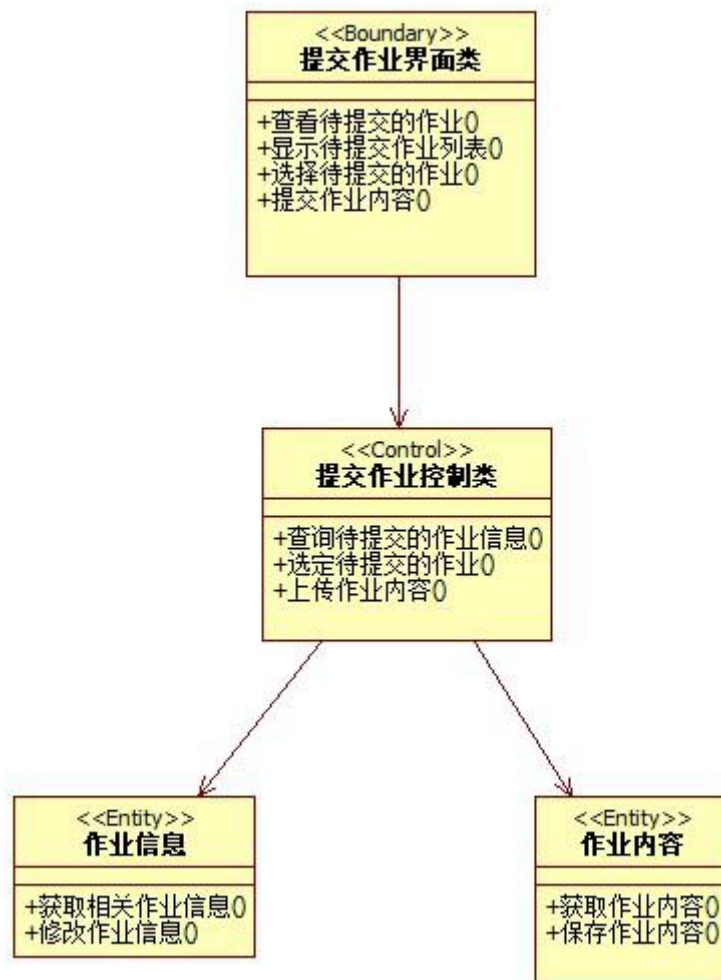 <<Boundary>>
提交作业界面类
+查看待提交的作业()
+显示待提交作业列表()
+选择待提交的作业()
+提交作业内容()
<<Control>>
提交作业控制类
+查询待提交的作业信息()
+选定待提交的作业()
+上传作业内容()
<<Entity>>
作业信息
+获取相关作业信息()
+修改作业信息()
<<Entity>>
作业内容
+获取作业内容()
+保存作业内容()